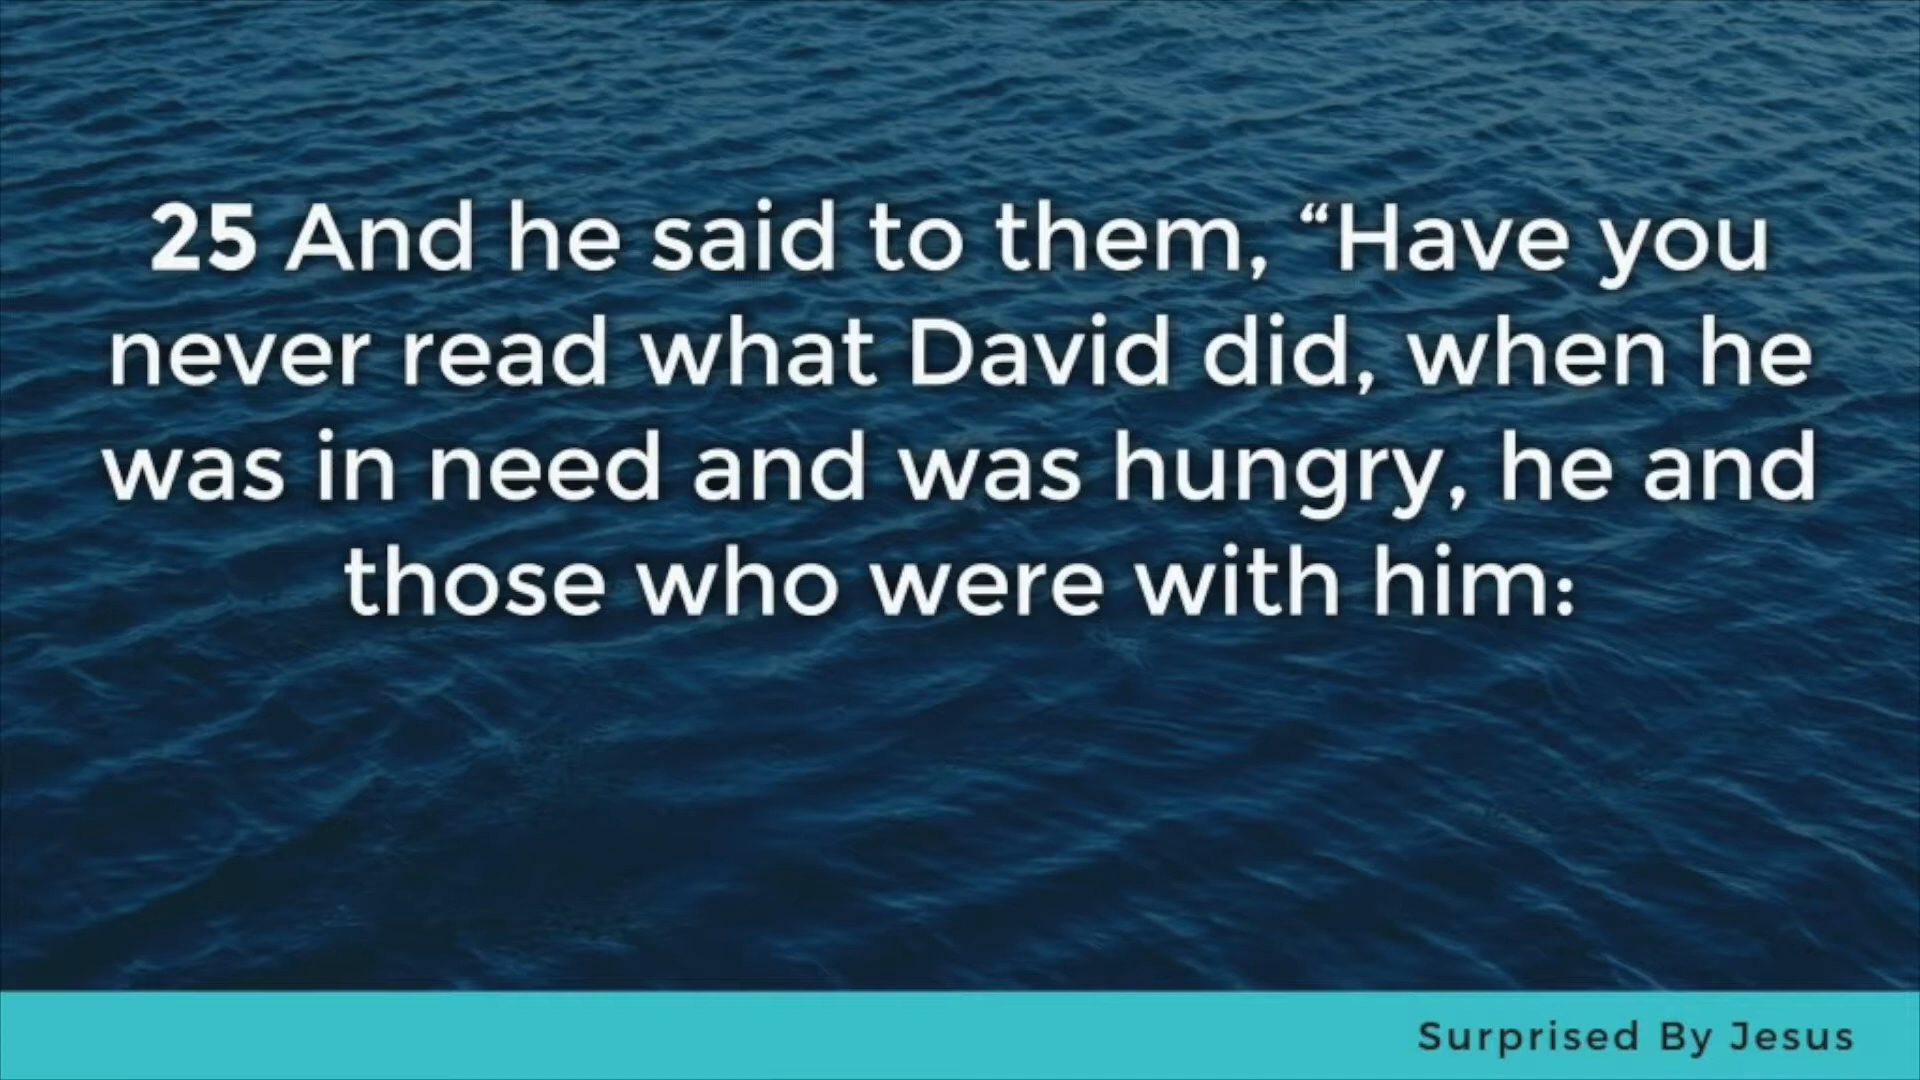 25 And he said to them, “Have you
never read what David did, when he
was in need and was hungry, he and
those who were with him:
Surprised By Jesus